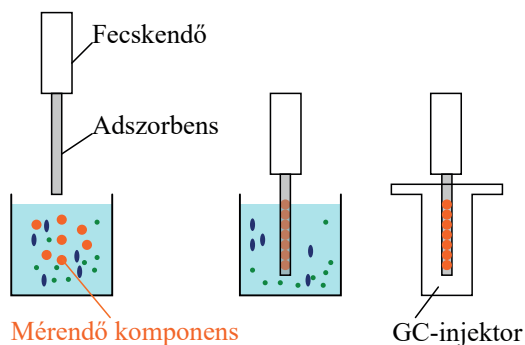 Fecskendő
Adszorbens
Mérendő komponens
GC-injektor